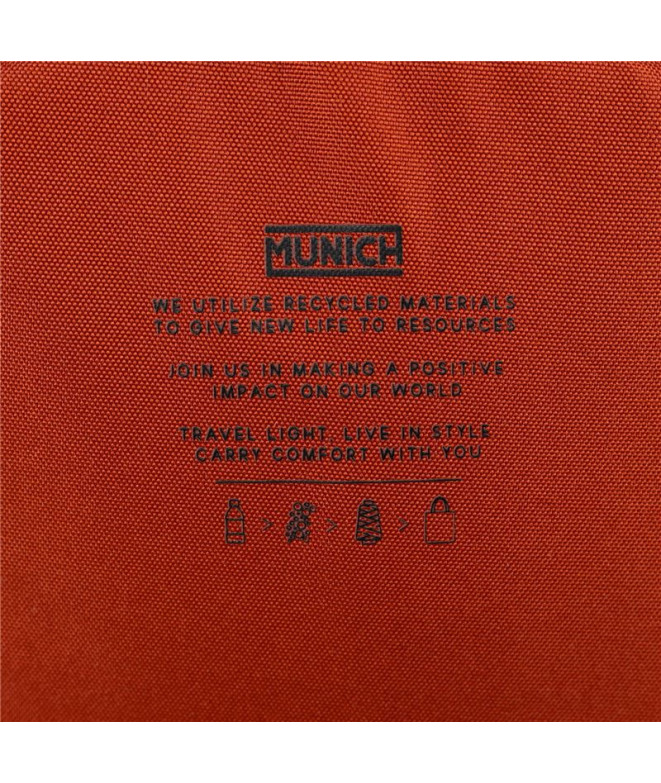 MUNICH
WE UTILIZE RECYCLED MATERIALS
TO GIVE NEW LIFE TO RESOURCES
JOIN US IN MAKING A POSITIVE
IMPACT ON OUR WORLD
TRAVEL LIGHT, LIVE IN STYLE
CARRY COMFORT WITH YOU
> > >